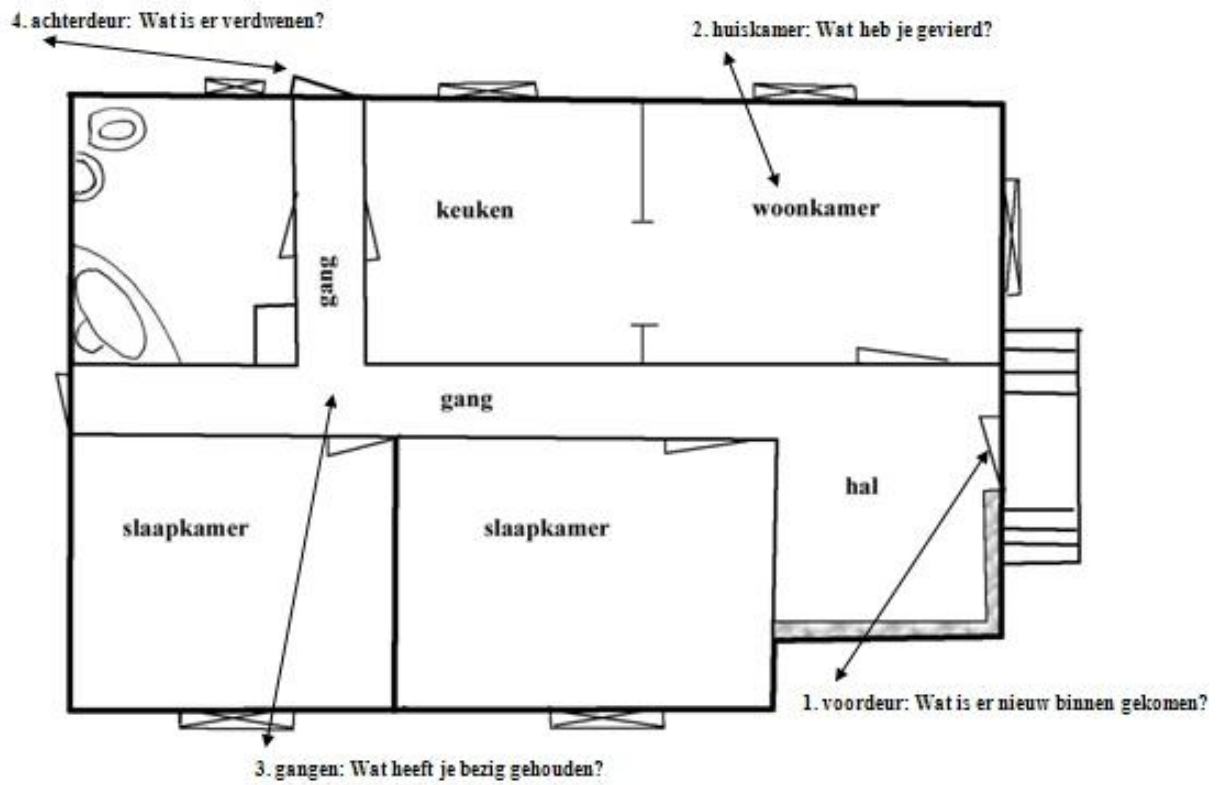 4. achterdeur: Wat is er verdwenen?
2. huiskamer: Wat heb je gevierd?
keuken
woonkamer
gang
gang
hal
slaapkamer
slaapkamer
1. voordeur: Wat is er nieuw binnen gekomen?
3. gangen: Wat heeft je bezig gehouden?